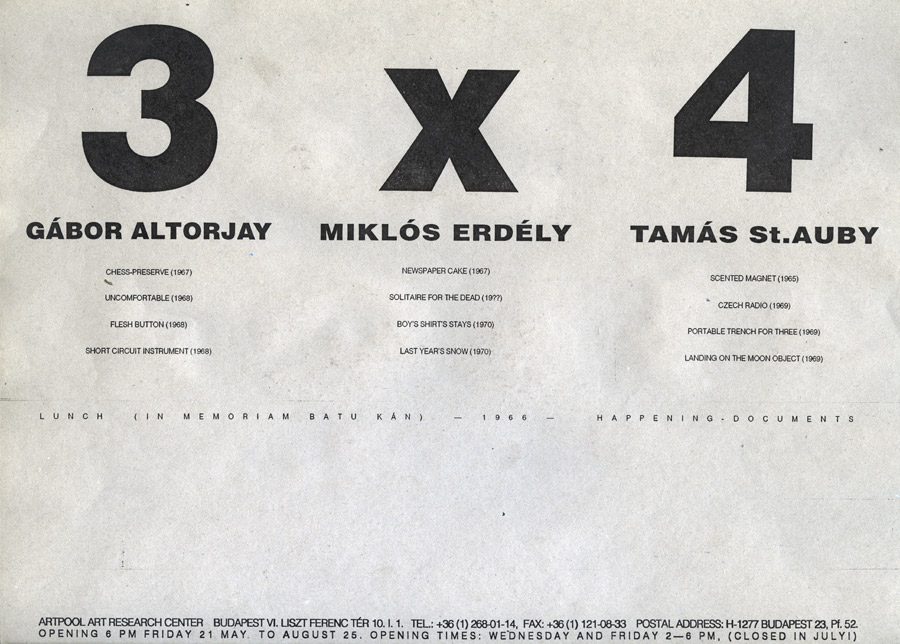 3 x 4
GÁBOR ALTORJAY
CHESS-PRESERVE (1967)
UNCOMFORTABLE (1968)
FLESH BUTTON (1968)
SHORT CIRCUIT INSTRUMENT (1968)
MIKLÓS ERDÉLY
NEWSPAPER CAKE (1967)
SOLITAIRE FOR THE DEAD (19??)
BOY'S SHIRT'S STAYS (1970)
LAST YEAR'S SNOW (1970)
TAMÁS St.AUBY
SCENTED MAGNET (1965)
CZECH RADIO (1969)
PORTABLE TRENCH FOR THREE (1969)
LANDING ON THE MOON OBJECT (1969)
LUNCH (IN MEMORIAM BATU KÁN) — 1966 — HAPPENING-DOCUMENTS
ARTPOOL ART RESEARCH CENTER BUDAPEST VI. LISZT FERENC TÉR 10. I. 1. TEL.: +36 (1) 268-01-14, FAX: +36 (1) 121-08-33 POSTAL ADDRESS: H-1277 BUDAPEST 23, Pf. 52.
OPENING 6 PM FRIDAY 21 MAY. TO AUGUST 25. OPENING TIMES: WEDNESDAY AND FRIDAY 2—6 PM, (CLOSED IN JULY!)